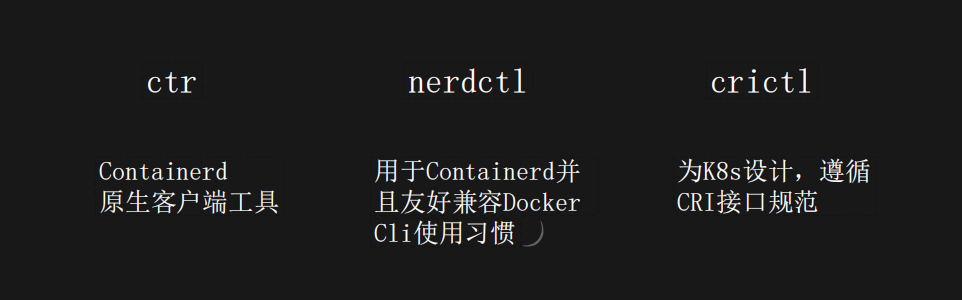 ctr
nerdctl
crictl
Containerd
原生客户端工具
用于Containerd并
且友好兼容Docker
Cli使用习惯
为K8s设计，遵循
CRI接口规范